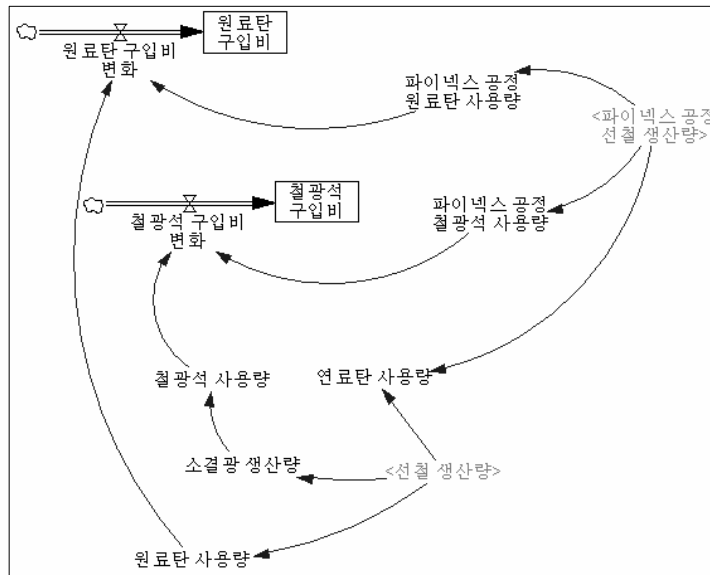 원료탄
구입비
원료탄 구입비
변화
파이넥스 공정
원료탄 사용량
<파이넥스 공정
선철 생산량>
철광석
구입비
철광석 구입비
변화
파이넥스 공정
철광석 사용량
철광석 사용량
연료탄 사용량
소결광 생산량
<선철 생산량>
원료탄 사용량